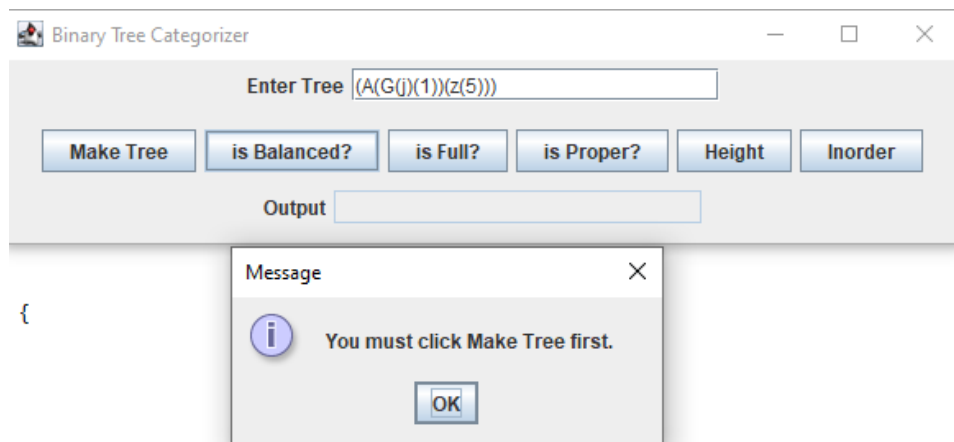 Binary Tree Categorizer
Enter Tree (A(G(j)(1))(z(5)))
Make Tree is Balanced? is Full? is Proper? Height Inorder
Output
Message
{
You must click Make Tree first.
OK